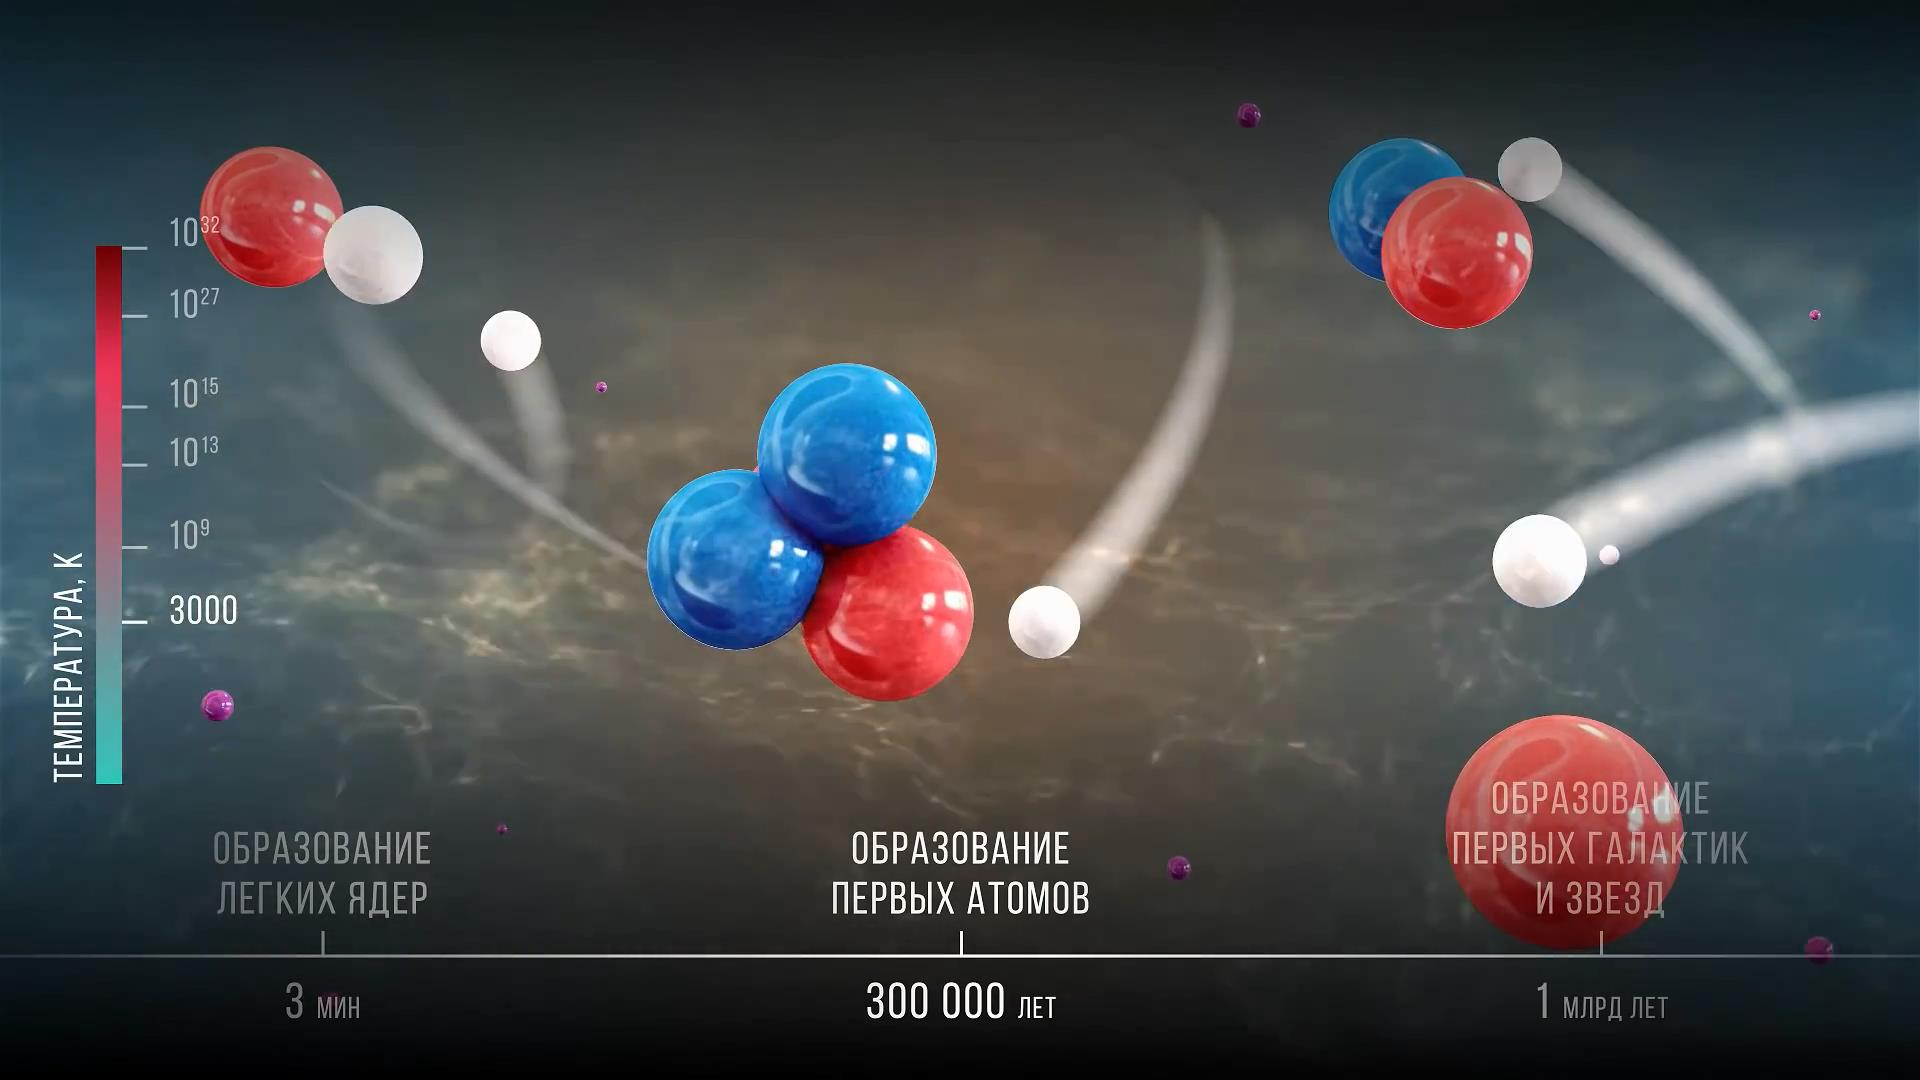 10³²
10²⁷
10¹⁵
10¹³
10⁹
3000
ТЕМПЕРАТУРА, К
ОБРАЗОВАНИЕ
ЛЕГКИХ ЯДЕР
3 МИН
ОБРАЗОВАНИЕ
ПЕРВЫХ АТОМОВ
300 000 ЛЕТ
ОБРАЗОВАНИЕ
ПЕРВЫХ ГАЛАКТИК
И ЗВЕЗД
1 МЛРД ЛЕТ